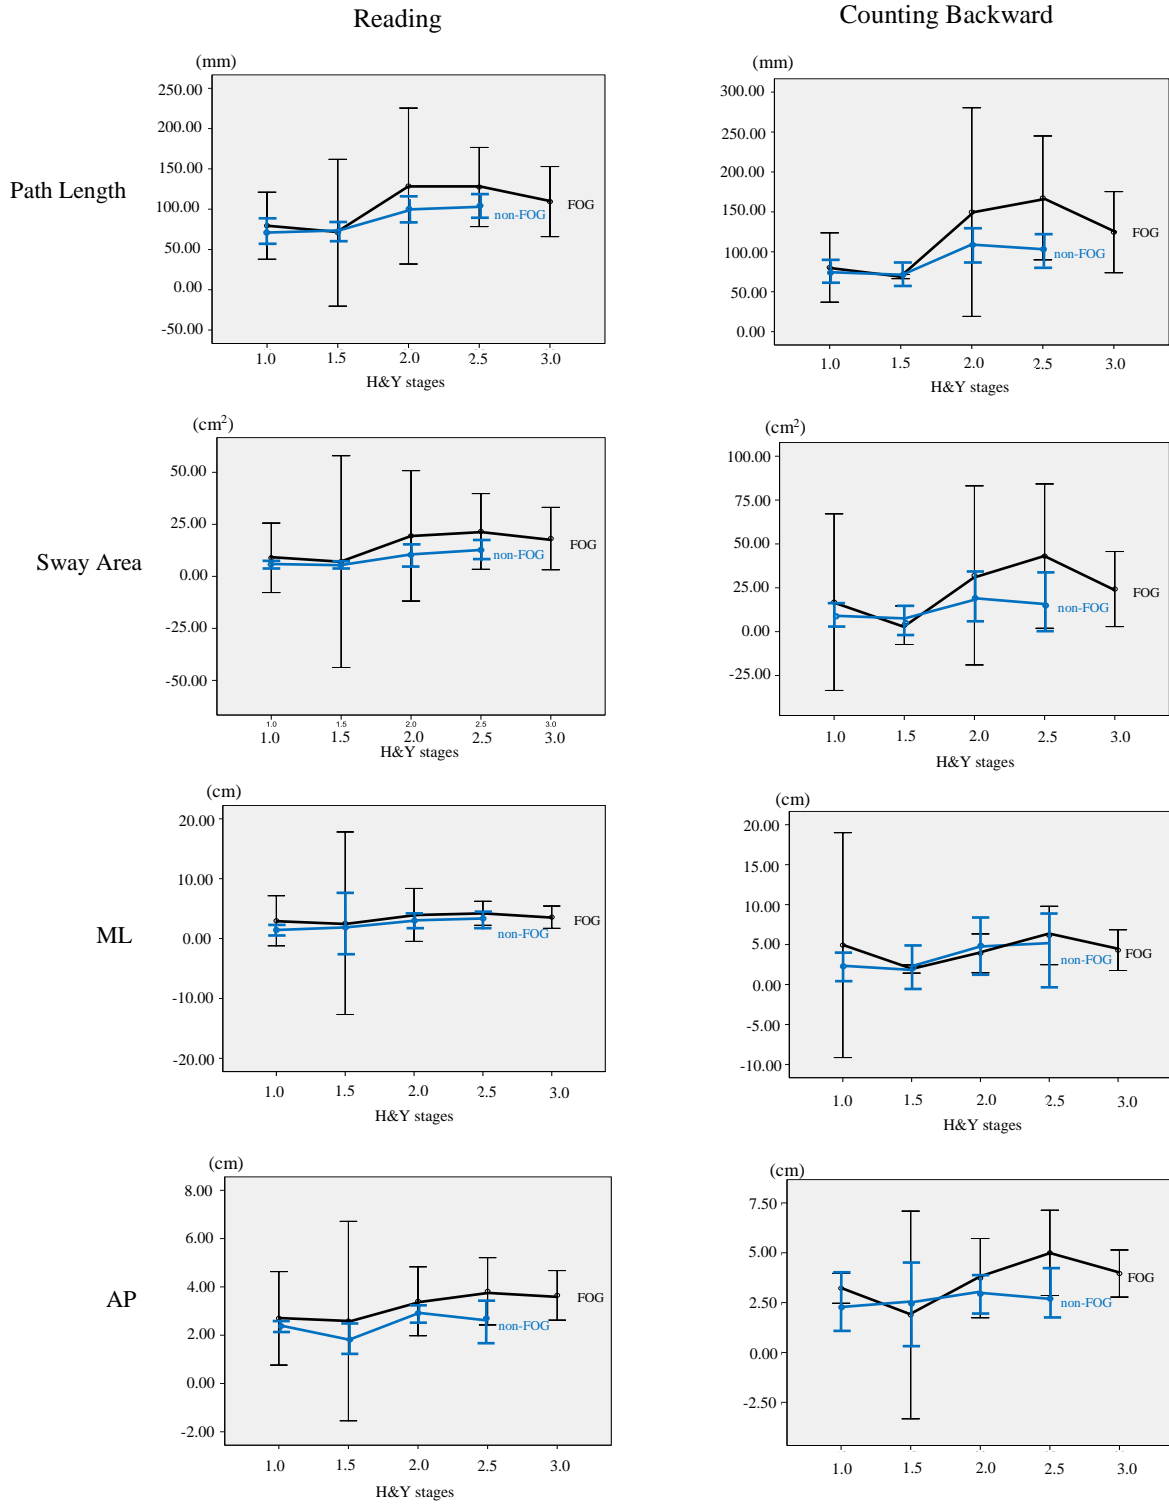 Reading
Counting Backward
Path Length
(mm)
250.00
200.00
150.00
100.00
50.00
0.00
-50.00
non-FOG
FOG
1.0 1.5 2.0 2.5 3.0
H&Y stages
(mm)
300.00
250.00
200.00
150.00
100.00
50.00
0.00
FOG
non-FOG
1.0 1.5 2.0 2.5 3.0
H&Y stages
Sway Area
(cm²)
50.00
25.00
0.00
-25.00
-50.00
FOG
non-FOG
1.0 1.5 2.0 2.5 3.0
1.0 1.5 2.0 2.5 3.0
H&Y stages
(cm²)
100.00
75.00
50.00
25.00
0.00
-25.00
FOG
non-FOG
1.0 1.5 2.0 2.5 3.0
H&Y stages
ML
(cm)
20.00
10.00
0.00
-10.00
-20.00
FOG
non-FOG
1.0 1.5 2.0 2.5 3.0
H&Y stages
(cm)
20.00
15.00
10.00
5.00
0.00
-5.00
-10.00
FOG
non-FOG
1.0 1.5 2.0 2.5 3.0
H&Y stages
AP
(cm)
8.00
6.00
4.00
2.00
0.00
-2.00
FOG
non-FOG
1.0 1.5 2.0 2.5 3.0
H&Y stages
(cm)
7.50
5.00
2.50
0.00
-2.50
FOG
non-FOG
1.0 1.5 2.0 2.5 3.0
H&Y stages